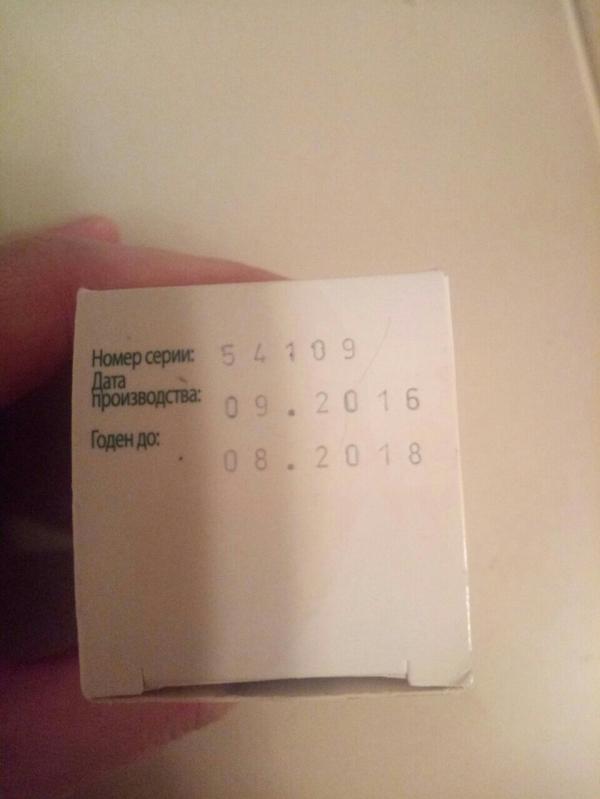 Номер серии: 54109
Дата
производства: 09.2016
Годен до: 08.2018